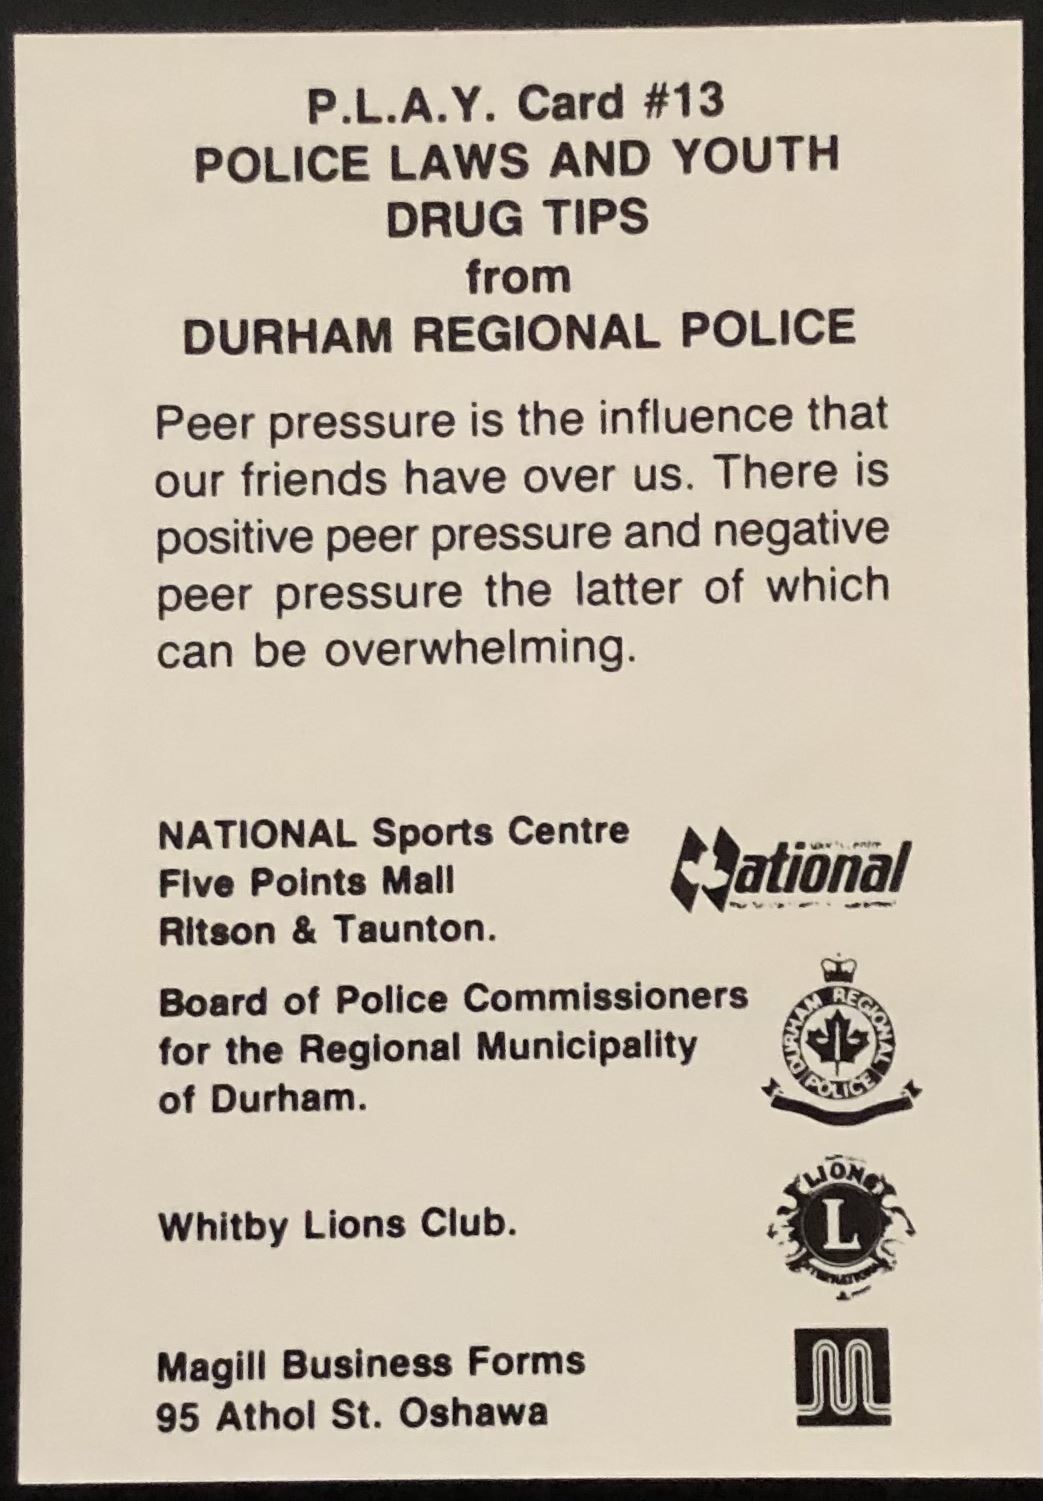 P.L.A.Y. Card #13
POLICE LAWS AND YOUTH
DRUG TIPS
from
DURHAM REGIONAL POLICE
Peer pressure is the influence that
our friends have over us. There is
positive peer pressure and negative
peer pressure the latter of which
can be overwhelming.
NATIONAL Sports Centre
Five Points Mall
Ritson & Taunton.
National
Board of Police Commissioners
for the Regional Municipality
of Durham.
DURHAM REGIONAL
POLICE
Whitby Lions Club.
LIONS
L
INTERNATIONAL
Magill Business Forms
95 Athol St. Oshawa